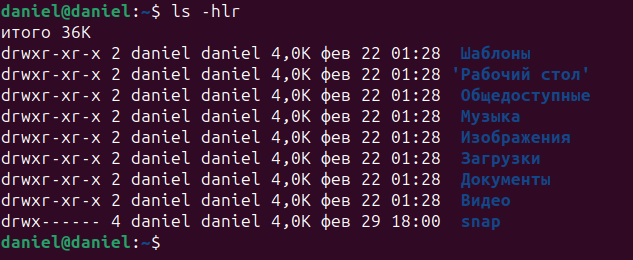 daniel@daniel:~$ ls -hlr
итого 36K
drwxr-xr-x 2 daniel daniel 4,0K фев 22 01:28  Шаблоны
drwxr-xr-x 2 daniel daniel 4,0K фев 22 01:28 'Рабочий стол'
drwxr-xr-x 2 daniel daniel 4,0K фев 22 01:28  Общедоступные
drwxr-xr-x 2 daniel daniel 4,0K фев 22 01:28  Музыка
drwxr-xr-x 2 daniel daniel 4,0K фев 22 01:28  Изображения
drwxr-xr-x 2 daniel daniel 4,0K фев 22 01:28  Загрузки
drwxr-xr-x 2 daniel daniel 4,0K фев 22 01:28  Документы
drwxr-xr-x 2 daniel daniel 4,0K фев 22 01:28  Видео
drwx------ 4 daniel daniel 4,0K фев 29 18:00  snap
daniel@daniel:~$